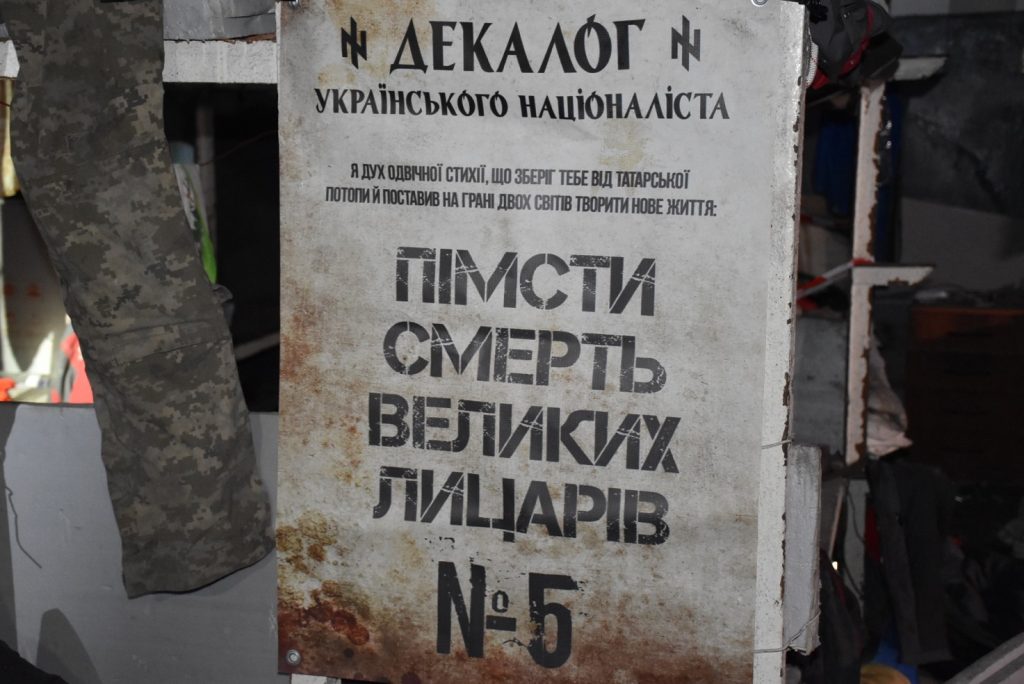 ДЕКАЛОГ
УКРАЇНСЬКОГО НАЦІОНАЛІСТА
Я ДУХ ОДВІЧНОЇ СТИХІЇ, ЩО ЗБЕРІГ ТЕБЕ ВІД ТАТАРСЬКОЇ
ПОТОПИ Й ПОСТАВИВ НА ГРАНІ ДВОХ СВІТІВ ТВОРИТИ НОВЕ ЖИТТЯ:
ПІМСТИ
СМЕРТЬ
ВЕЛИКИХ
ЛИЦАРІВ
№5